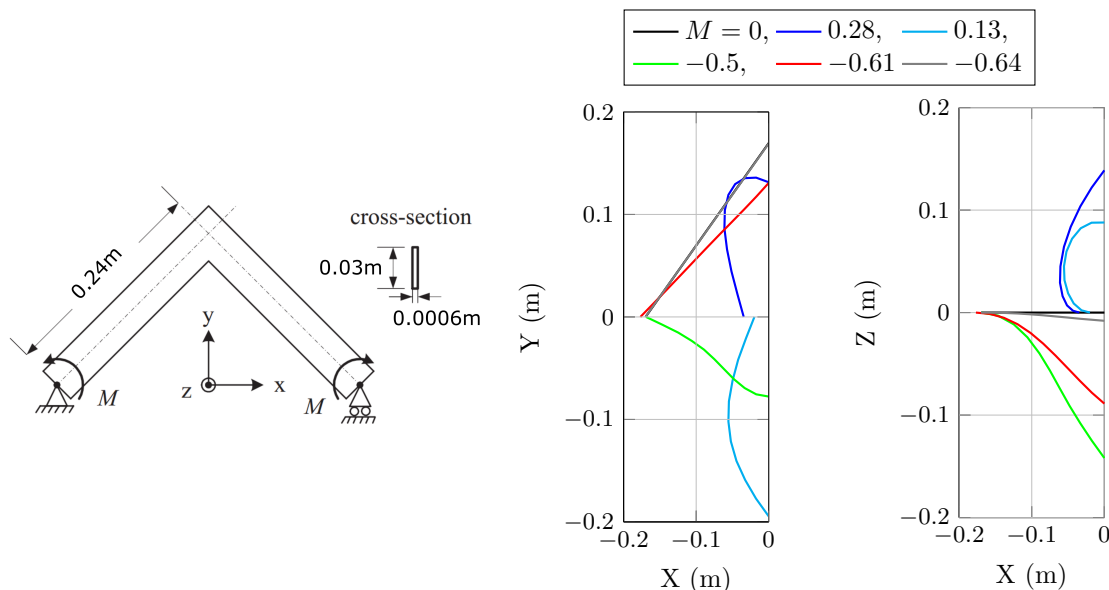 M = 0, 0.28, 0.13,
−0.5, −0.61 −0.64
0.24m
cross-section
0.03m
0.0006m
y
z
x
M
M
0.2
0.1
0
−0.1
−0.2
Y (m)
−0.2
−0.1
0
X (m)
0.2
0.1
0
−0.1
−0.2
Z (m)
−0.2
−0.1
0
X (m)